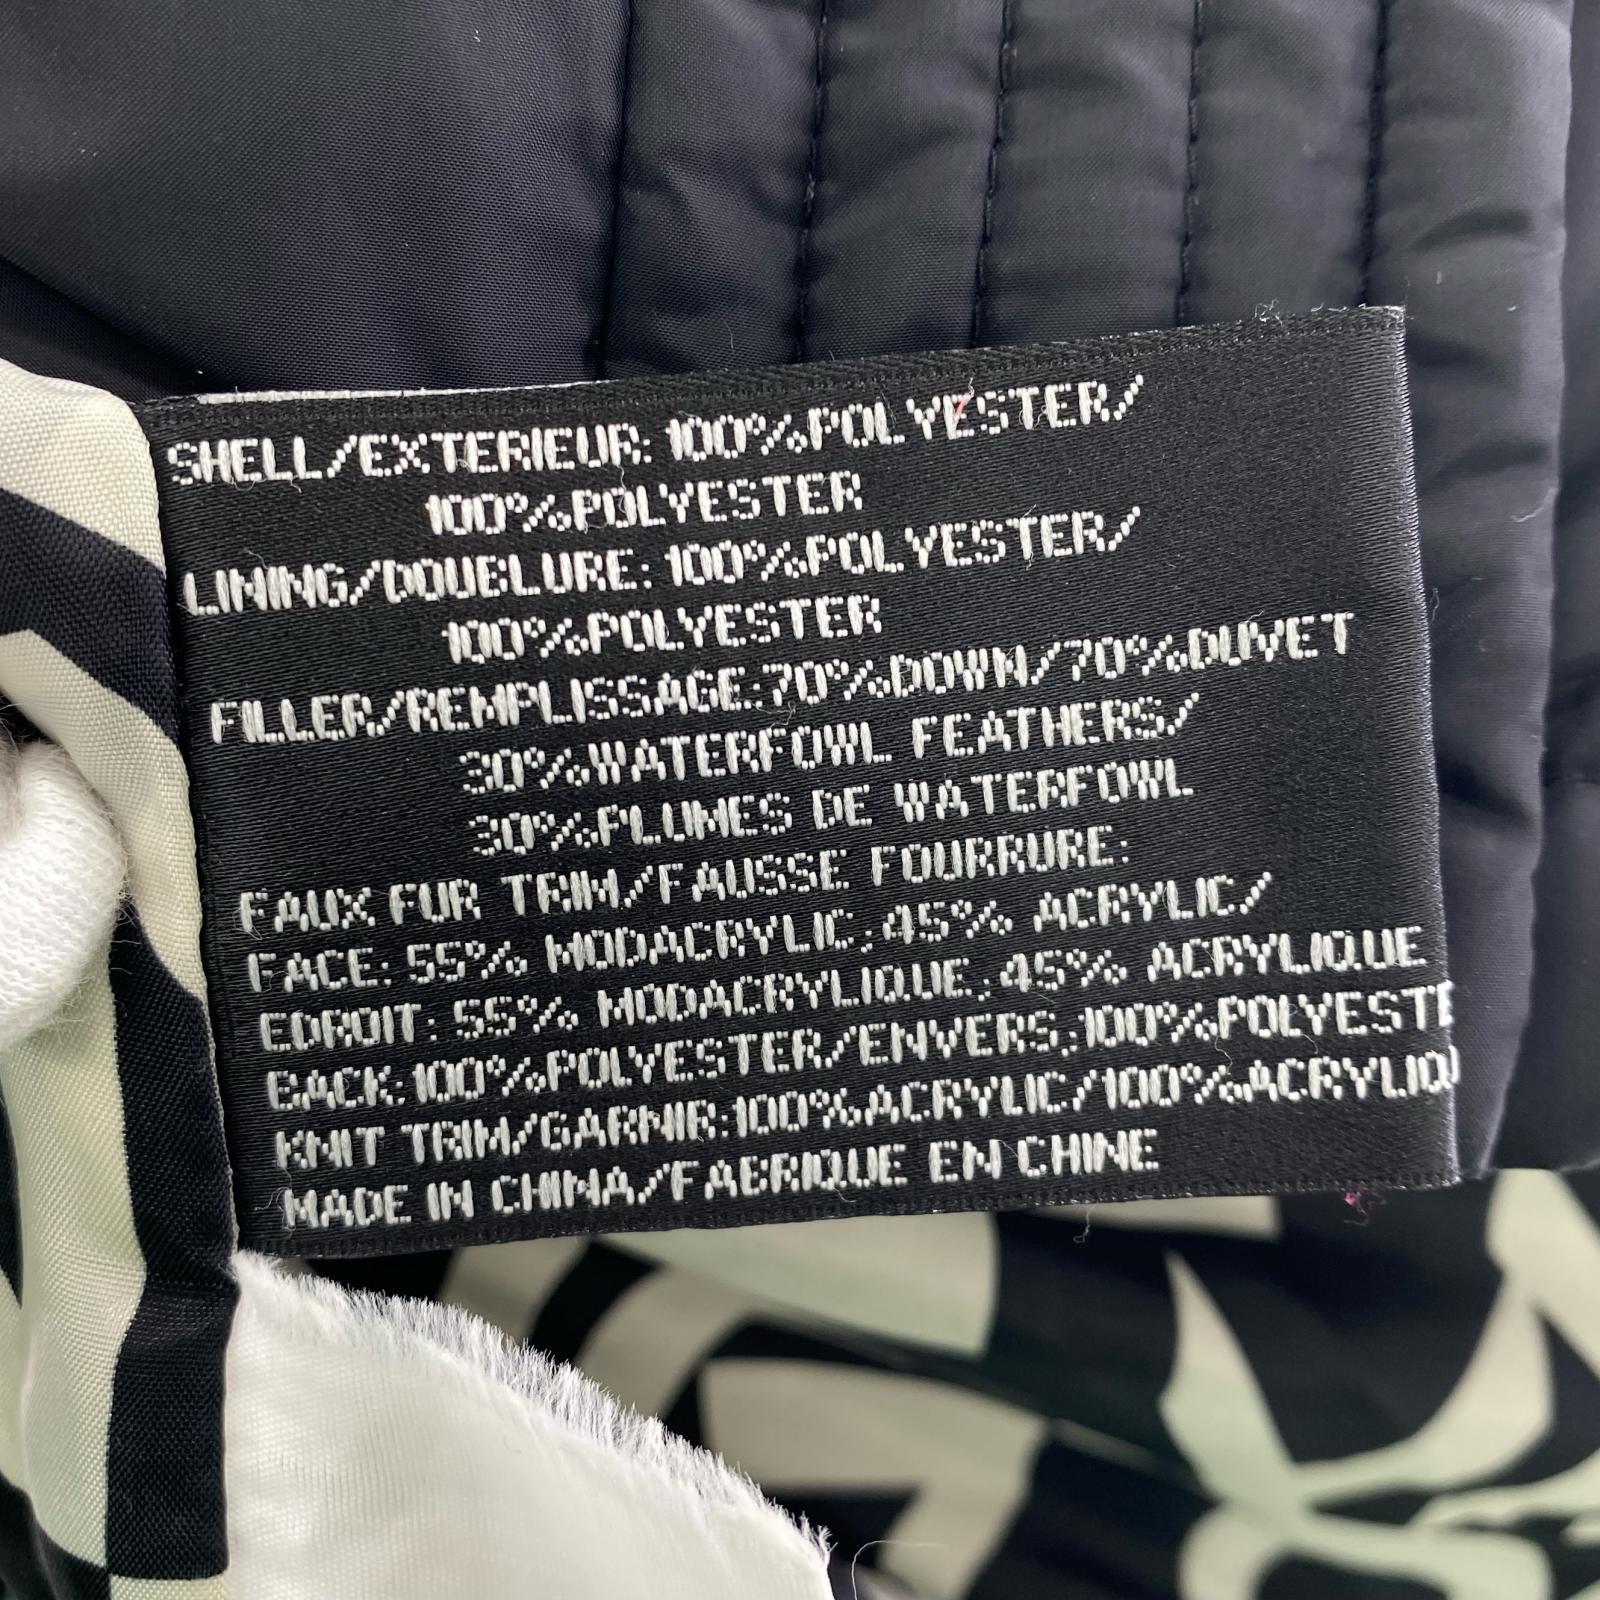 SHELL/EXTERIEUR: 100%POLYESTER/
100%POLYESTER
LINING/DOUBLURE: 100%POLYESTER/
100%POLYESTER
FILLER/REMPLISSAGE:70%DOWN/70%DUVET
30%WATERFOWL FEATHERS/
30%PLUMES DE WATERFOWL
FAUX FUR TRIM/FAUSSE FOURRURE:
FACE: 55% MODACRYLIC;45% ACRYLIC/
EDROIT: 55% MODACRYLIQUE;45% ACRYLIQUE
BACK:100%POLYESTER/ENVERS:100%POLYESTE
KNIT TRIM/GARNIR:100%ACRYLIC/100%ACRYLIQU
MADE IN CHINA/FABRIQUE EN CHINE